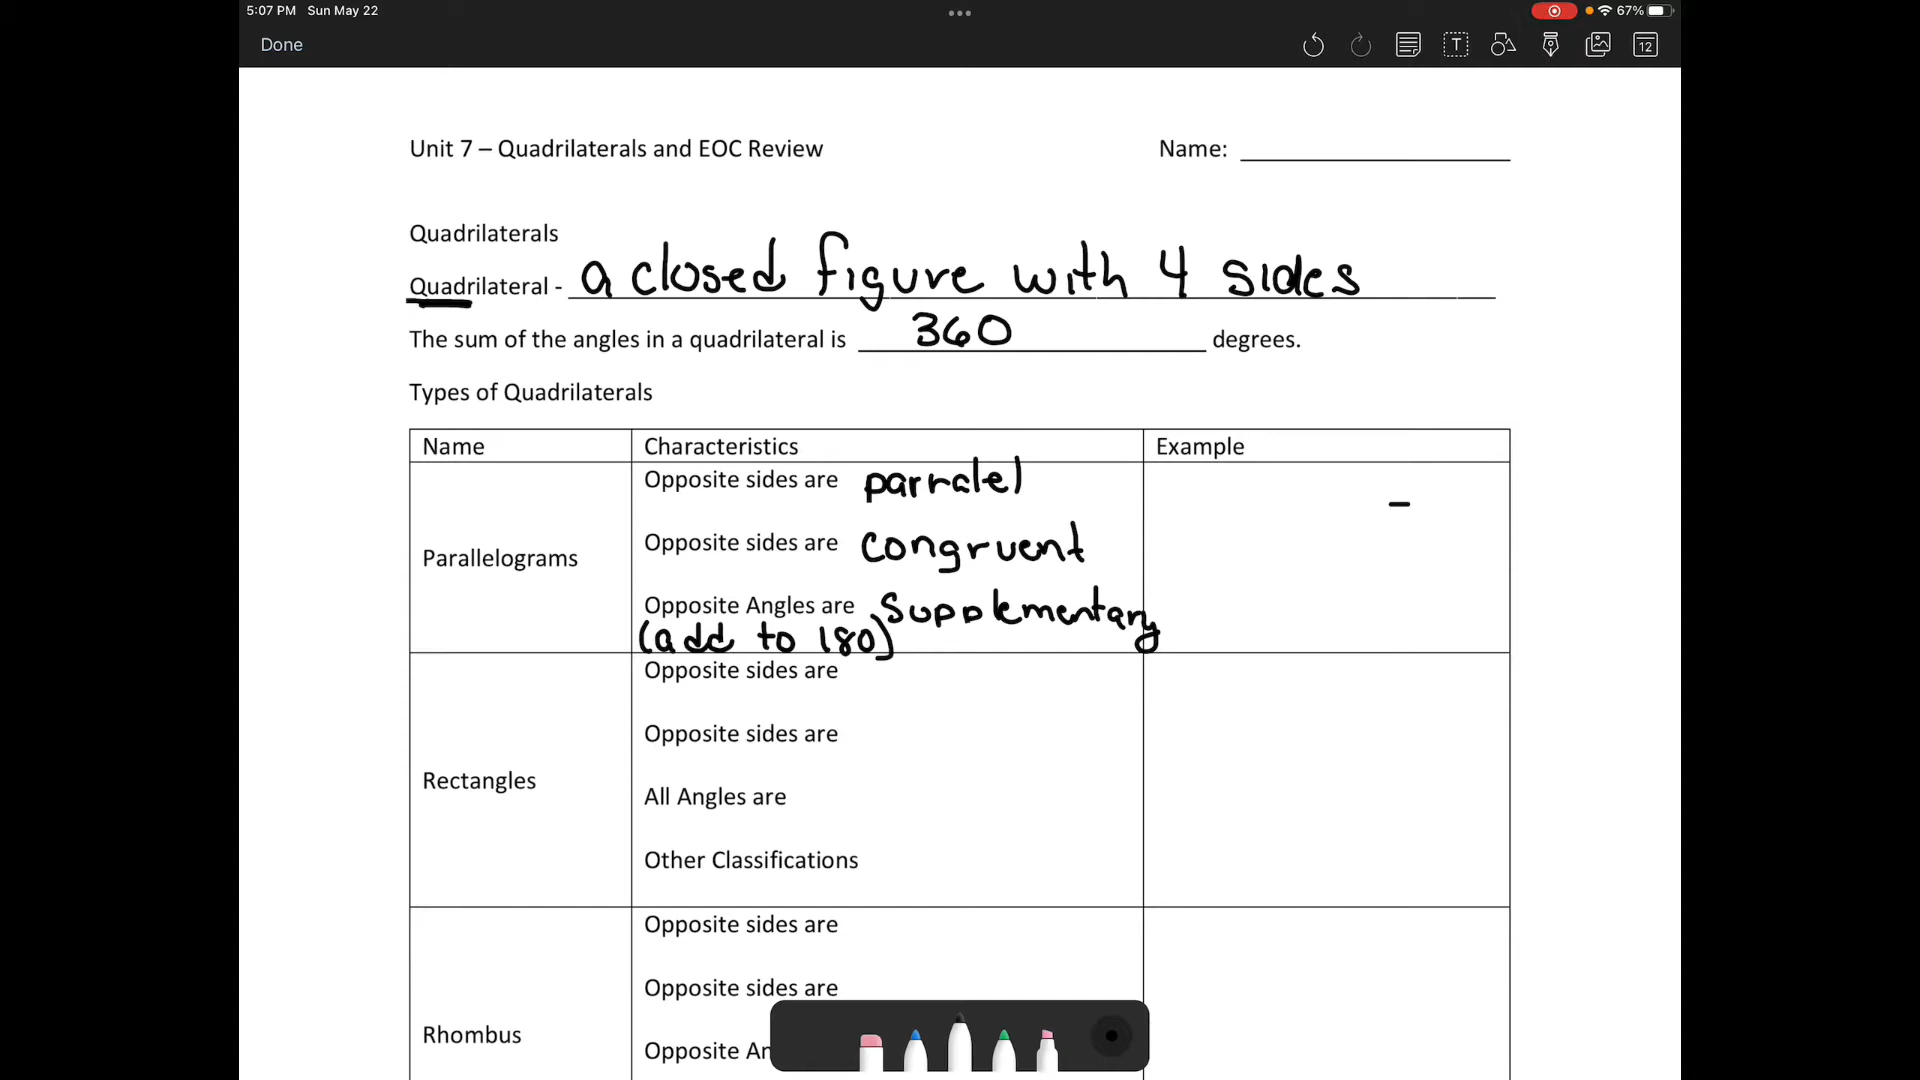 5:07 PM Sun May 22
67%
Done
T
12
Unit 7 – Quadrilaterals and EOC Review Name:
Quadrilaterals
Quadrilateral - a closed figure with 4 sides
The sum of the angles in a quadrilateral is 360 degrees.
Types of Quadrilaterals
Name Characteristics Example
Opposite sides are parralel
Opposite sides are congruent
Parallelograms
Opposite Angles are supplementary
(add to 180)
Opposite sides are
Opposite sides are
Rectangles
All Angles are
Other Classifications
Opposite sides are
Opposite sides are
Rhombus
Opposite An